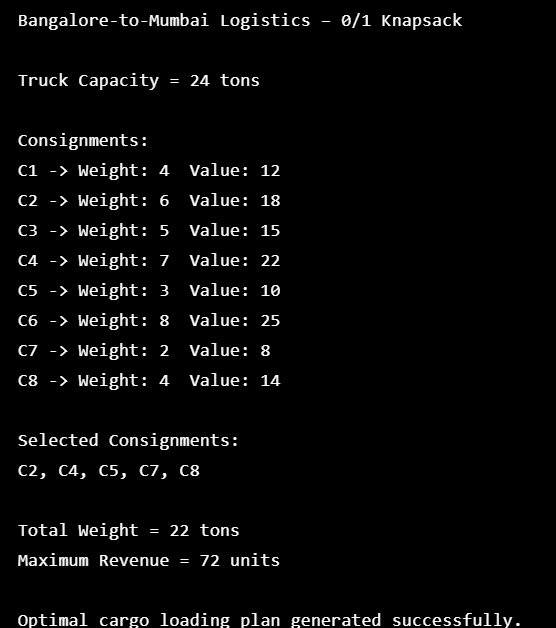 Bangalore-to-Mumbai Logistics – 0/1 Knapsack
Truck Capacity = 24 tons
Consignments:
C1 -> Weight: 4  Value: 12
C2 -> Weight: 6  Value: 18
C3 -> Weight: 5  Value: 15
C4 -> Weight: 7  Value: 22
C5 -> Weight: 3  Value: 10
C6 -> Weight: 8  Value: 25
C7 -> Weight: 2  Value: 8
C8 -> Weight: 4  Value: 14
Selected Consignments:
C2, C4, C5, C7, C8
Total Weight = 22 tons
Maximum Revenue = 72 units
Optimal cargo loading plan generated successfully.